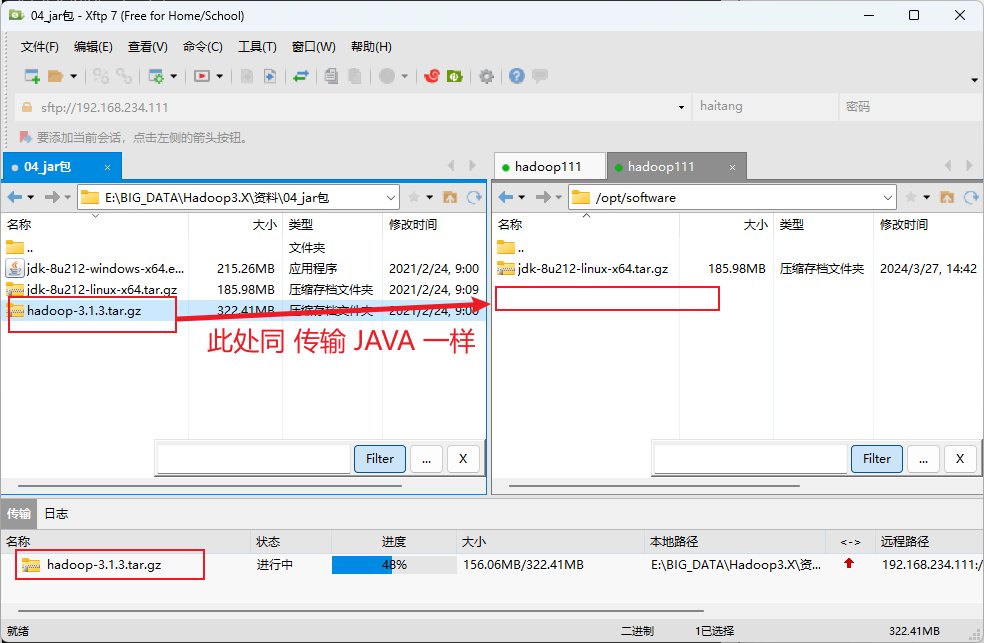 04_jar包 - Xftp 7 (Free for Home/School)
文件(F) 编辑(E) 查看(V) 命令(C) 工具(T) 窗口(W) 帮助(H)
sftp://192.168.234.111 haitang 密码
要添加当前会话，点击左侧的箭头按钮。
04_jar包 ×
E:\BIG_DATA\Hadoop3.X\资料\04_jar包
名称 大小 类型 修改时间
.. 文件夹
jdk-8u212-windows-x64.e... 215.26MB 应用程序 2021/2/24, 9:00
jdk-8u212-linux-x64.tar.gz 185.98MB 压缩存档文件夹 2021/2/24, 9:09
hadoop-3.1.3.tar.gz 322.41MB 压缩存档文件夹 2021/2/24, 9:00
此处同 传输 JAVA 一样
Filter ... X
hadoop111 hadoop111 ×
/opt/software
名称 大小 类型 修改时间
..
jdk-8u212-linux-x64.tar.gz 185.98MB 压缩存档文件夹 2024/3/27, 14:42
Filter ... X
传输 日志
名称 状态 进度 大小 本地路径 <-> 远程路径
hadoop-3.1.3.tar.gz 进行中 48% 156.06MB/322.41MB E:\BIG_DATA\Hadoop3.X\资... 192.168.234.111:/
就绪 二进制 1已选择 322.41MB